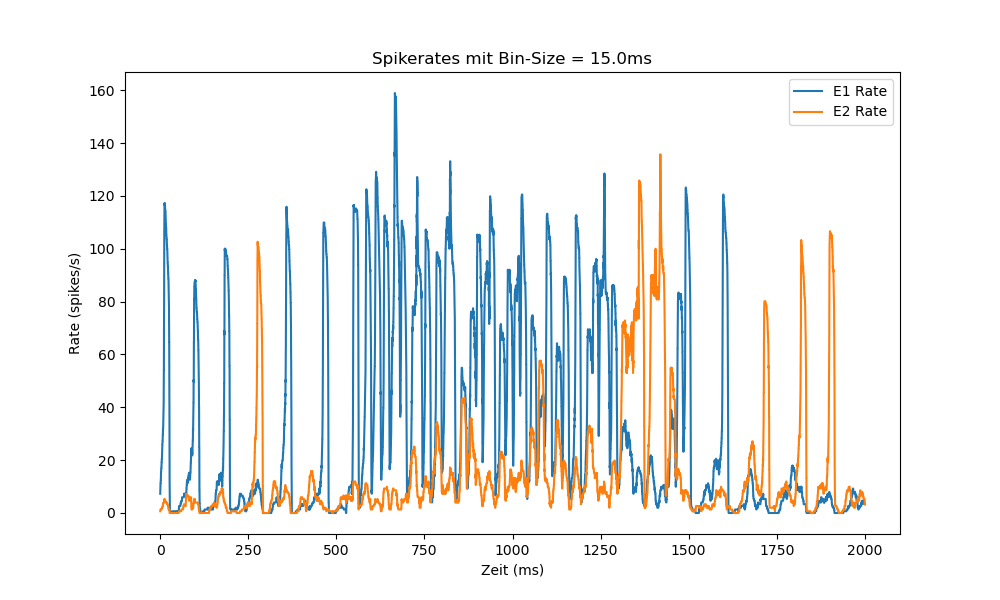 Spikerates mit Bin-Size = 15.0ms
E1 Rate
E2 Rate
Rate (spikes/s)
160
140
120
100
80
60
40
20
0
0 250 500 750 1000 1250 1500 1750 2000
Zeit (ms)